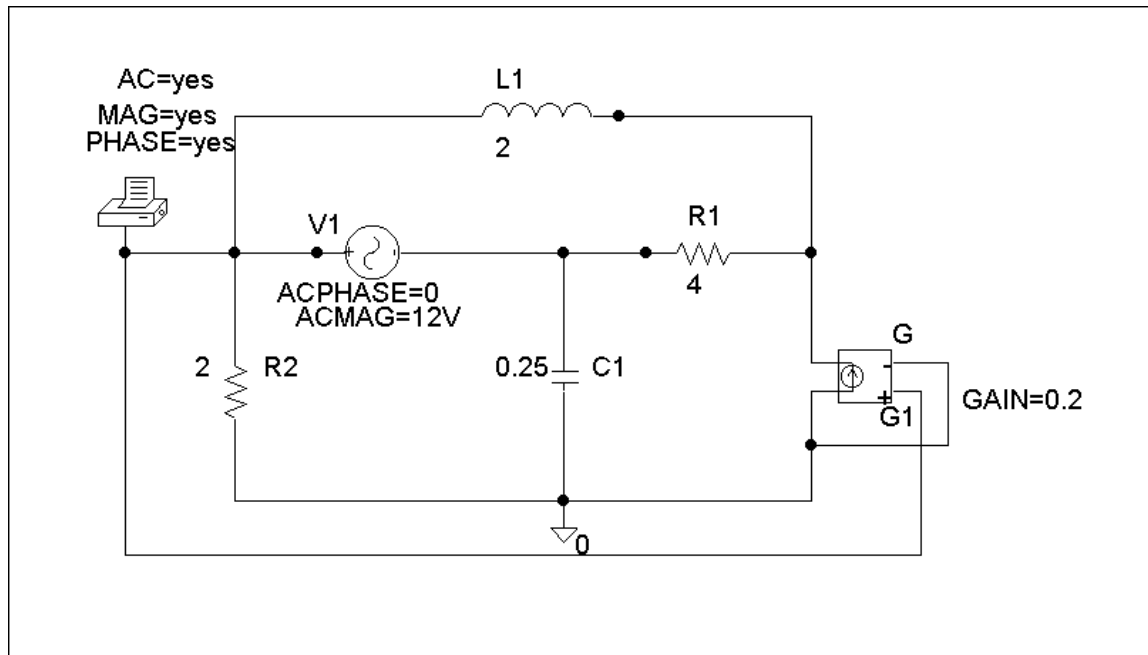 AC=yes
MAG=yes
PHASE=yes
L1
2
V1
+
-
ACPHASE=0
ACMAG=12V
R1
4
2
R2
0.25
C1
G
-
+
G1
GAIN=0.2
0